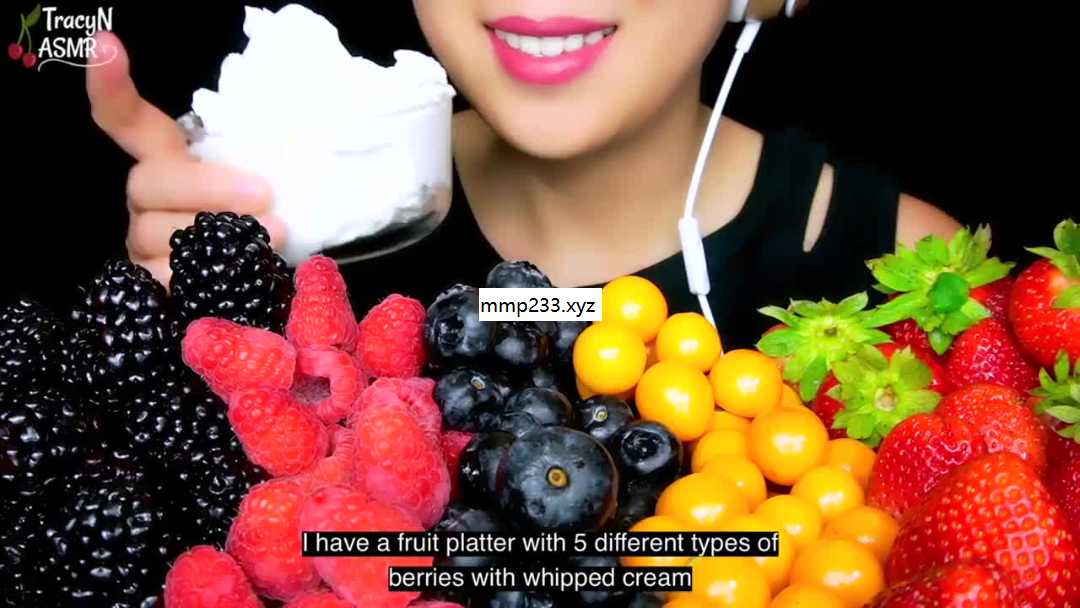 TracyN
ASMR
mmp233.xyz
I have a fruit platter with 5 different types of
berries with whipped cream